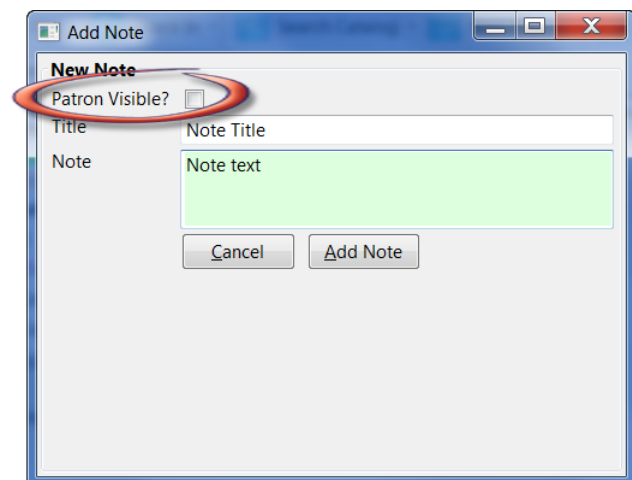 Add Note
New Note
Patron Visible?
Title Note Title
Note Note text
Cancel Add Note